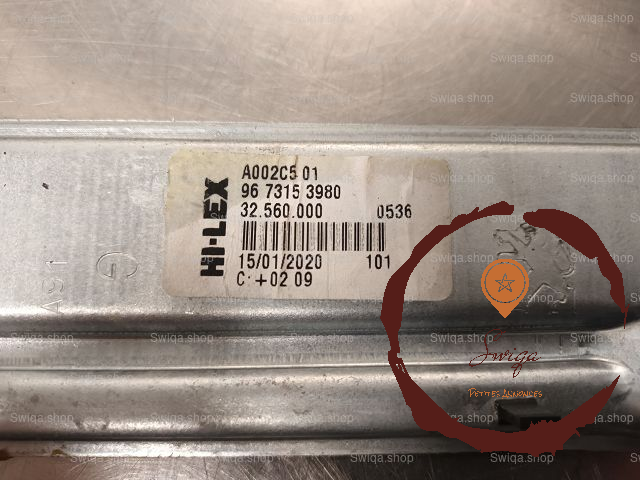 A002C5 01
96 7315 3980
32.560.000 0536
HI-LEX
15/01/2020 101
C: +02 09
A91
G
Swiqa
PETITES ANNONCES
Swiqa.shop